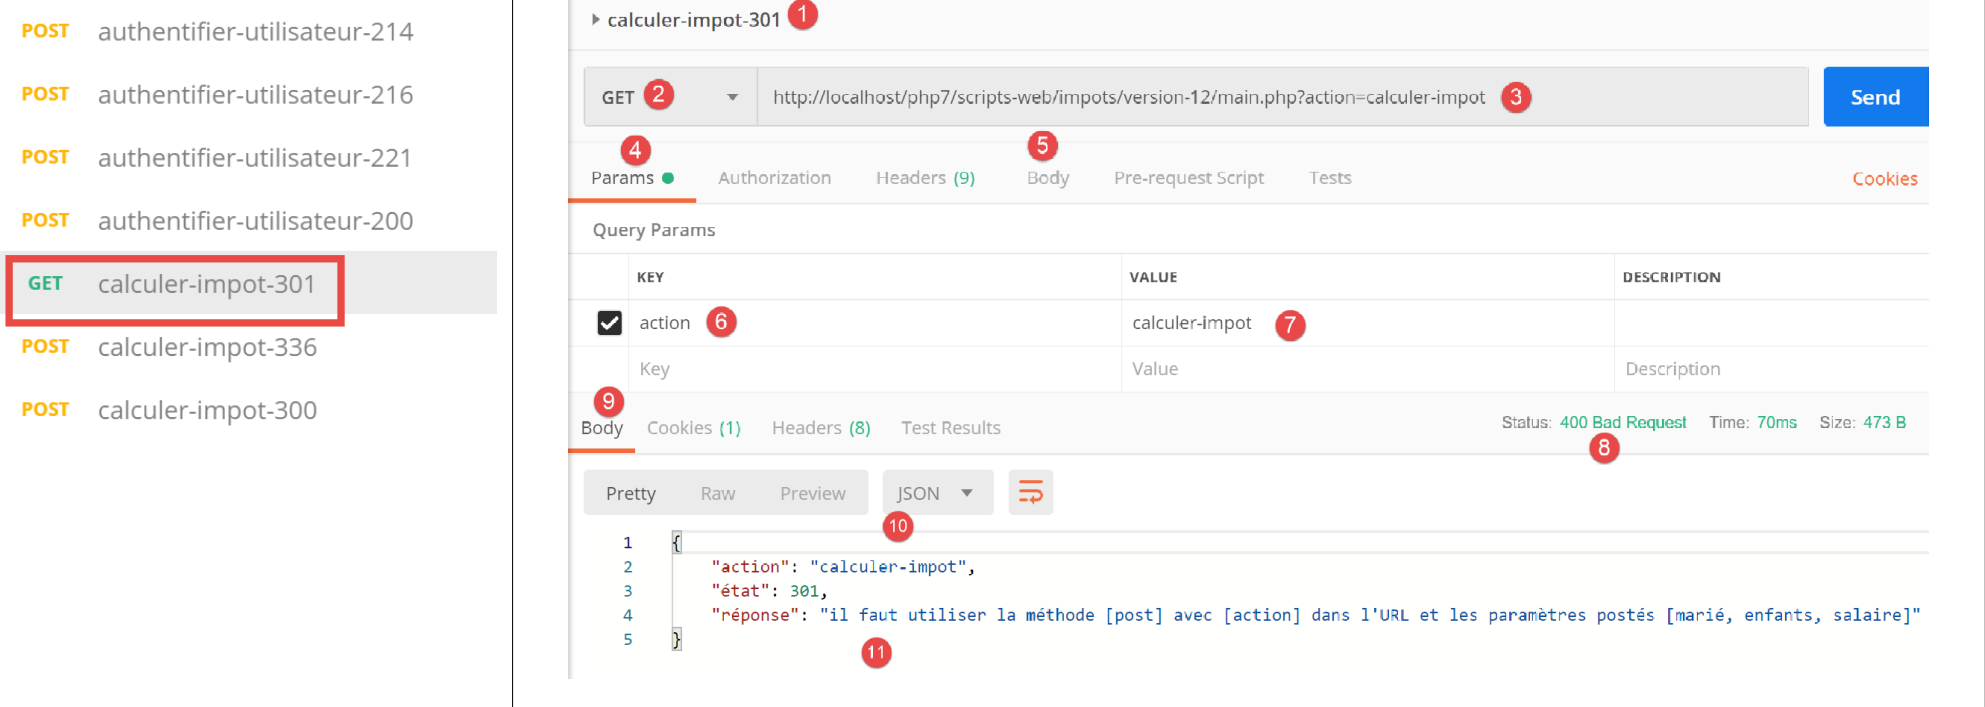 POST authentifier-utilisateur-214
POST authentifier-utilisateur-216
POST authentifier-utilisateur-221
POST authentifier-utilisateur-200
GET calculer-impot-301
POST calculer-impot-336
POST calculer-impot-300
calculer-impot-301 1
GET 2 http://localhost/php7/scripts-web/impots/version-12/main.php?action=calculer-impot 3 Send
4 5
Params Authorization Headers (9) Body Pre-request Script Tests Cookies
Query Params
KEY VALUE DESCRIPTION
action 6 calculer-impot 7
Key Value Description
9
Body Cookies (1) Headers (8) Test Results Status: 400 Bad Request Time: 70ms Size: 473 B
8
Pretty Raw Preview JSON
10
1 {
2 "action": "calculer-impot",
3 "état": 301,
4 "réponse": "il faut utiliser la méthode [post] avec [action] dans l'URL et les paramètres postés [marié, enfants, salaire]"
5 }
11